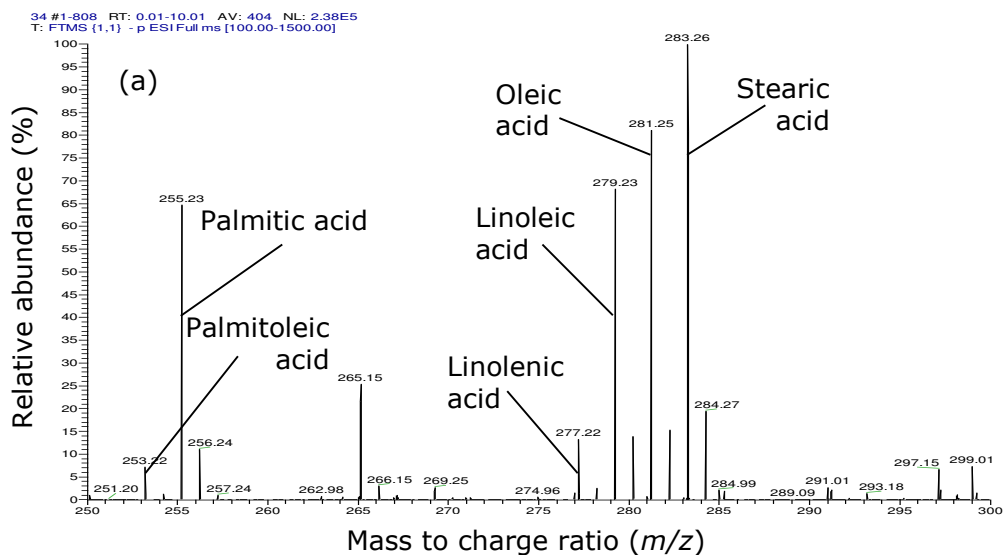 34 #1-808 RT: 0.01-10.01 AV: 404 NL: 2.38E5
T: FTMS {1,1} - p ESI Full ms [100.00-1500.00]
(a)
283.26
Oleic
acid
281.25
Stearic
acid
279.23
255.23
Palmitic acid
Linoleic
acid
Palmitoleic
acid
Linolenic
acid
265.15
284.27
277.22
256.24
253.22
251.20
257.24
262.98
266.15
269.25
274.96
284.99
289.09
291.01
293.18
297.15
299.01
100
95
90
85
80
75
70
65
60
55
50
45
40
35
30
25
20
15
10
5
0
Relative abundance (%)
250 255 260 265 270 275 280 285 290 295 300
Mass to charge ratio (m/z)